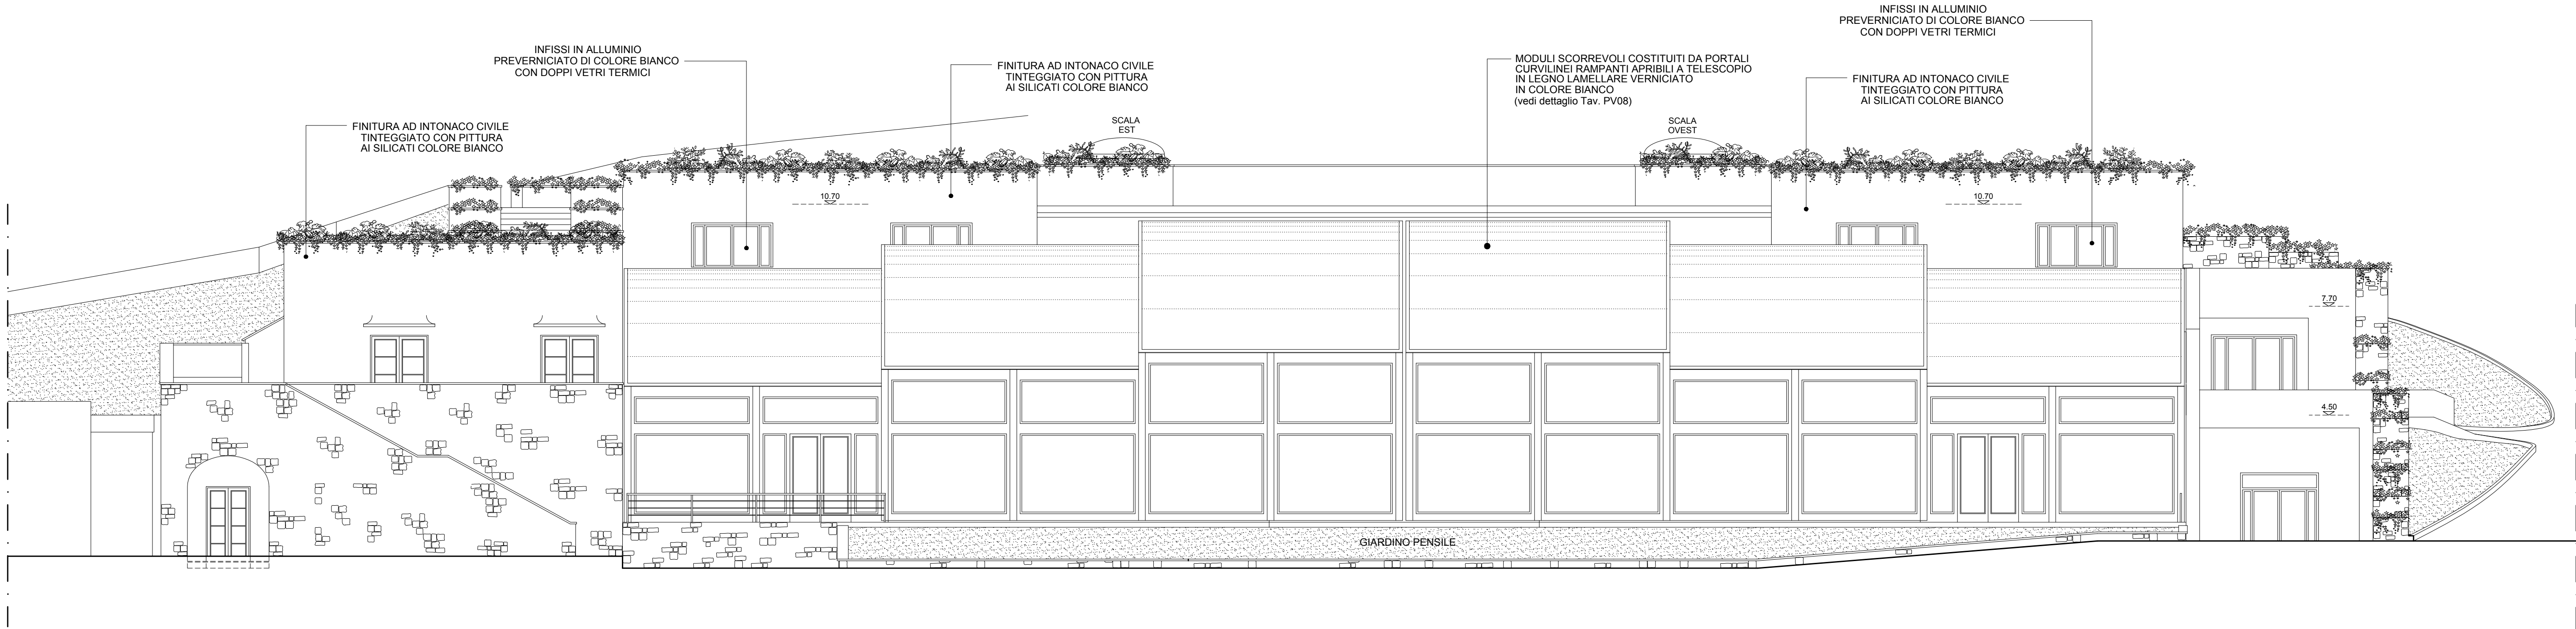 INFISSI IN ALLUMINIO
PREVERNICIATO DI COLORE BIANCO
CON DOPPI VETRI TERMICI
INFISSI IN ALLUMINIO
PREVERNICIATO DI COLORE BIANCO
CON DOPPI VETRI TERMICI
FINITURA AD INTONACO CIVILE
TINTEGGIATO CON PITTURA
AI SILICATI COLORE BIANCO
MODULI SCORREVOLI COSTITUITI DA PORTALI
CURVILINEI RAMPANTI APRIBILI A TELESCOPIO
IN LEGNO LAMELLARE VERNICIATO
IN COLORE BIANCO
(vedi dettaglio Tav. PV08)
FINITURA AD INTONACO CIVILE
TINTEGGIATO CON PITTURA
AI SILICATI COLORE BIANCO
FINITURA AD INTONACO CIVILE
TINTEGGIATO CON PITTURA
AI SILICATI COLORE BIANCO
SCALA
EST
SCALA
OVEST
10.70
10.70
7.70
4.50
GIARDINO PENSILE